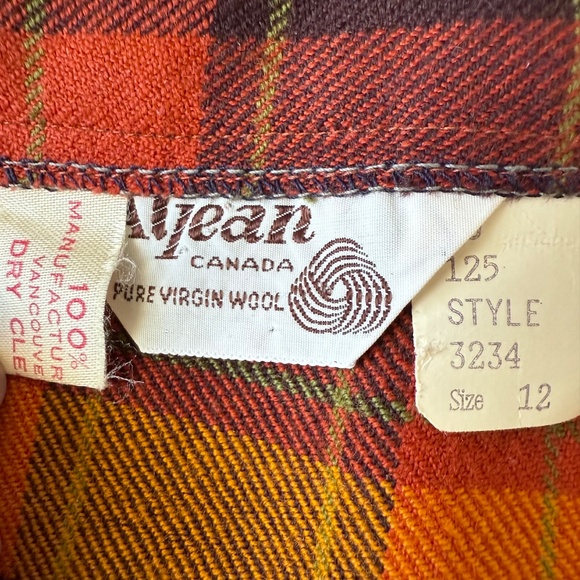 100%
MANUFACTUR
VANCOUVE
DRY CLE
Aljean
CANADA
PURE VIRGIN WOOL
125
STYLE
3234
Size 12